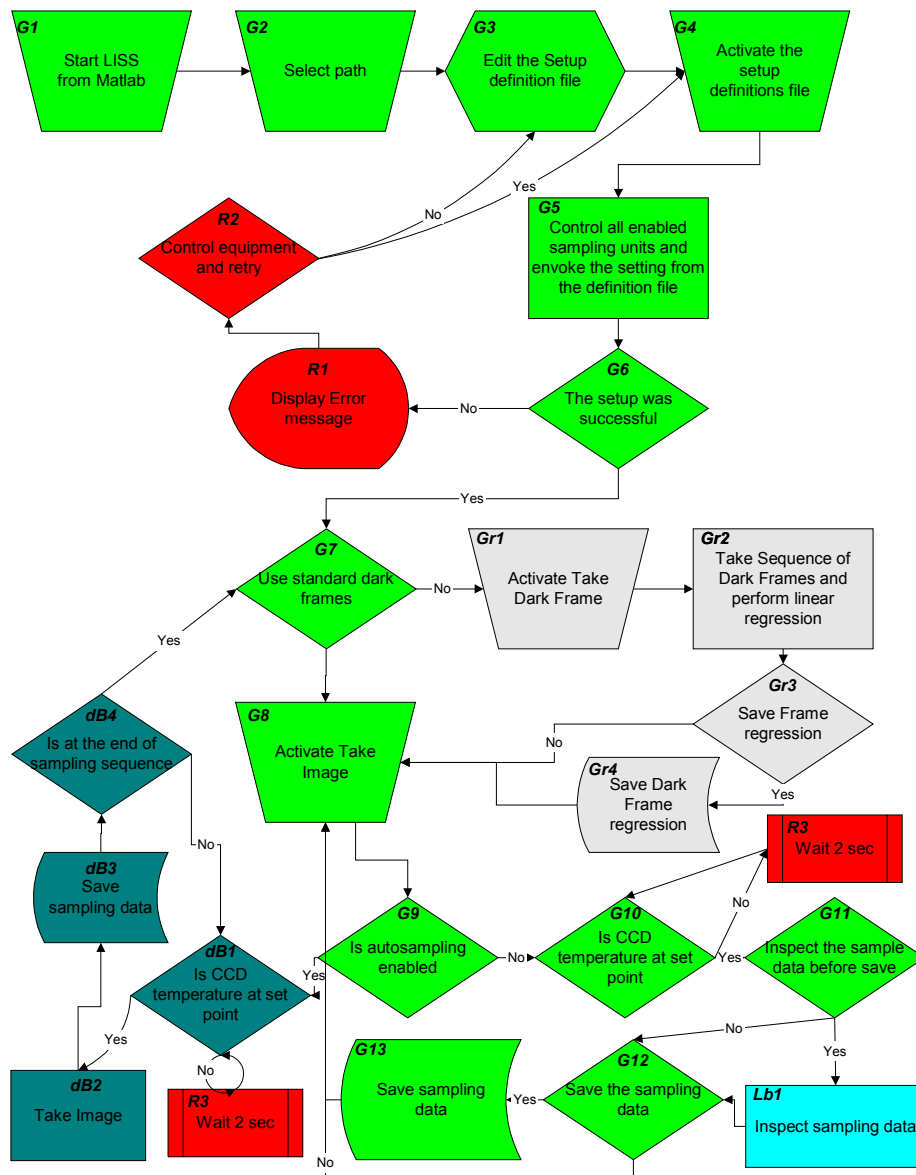 G1
Start LISS
from Matlab
G2
Select path
G3
Edit the Setup
definition file
G4
Activate the
setup
definitions file
No
Yes
R2
Control equipment
and retry
G5
Control all enabled
sampling units and
envoke the setting from
the definition file
R1
Display Error
message
No
G6
The setup was
successful
Yes
G7
Use standard dark
frames
No
Gr1
Activate Take
Dark Frame
Gr2
Take Sequence of
Dark Frames and
perform linear
regression
Yes
Gr3
Save Frame
regression
No
Yes
dB4
Is at the end of
sampling sequence
G8
Activate Take
Image
Gr4
Save Dark
Frame
regression
R3
Wait 2 sec
No
dB3
Save
sampling data
No
G9
Is autosampling
enabled
No
G10
Is CCD
temperature at set
point
Yes
G11
Inspect the sample
data before save
dB1
Is CCD
temperature at set
point
Yes
Yes
No
No
Yes
dB2
Take Image
R3
Wait 2 sec
G13
Save sampling
data
Yes
G12
Save the sampling
data
Lb1
Inspect sampling data
No